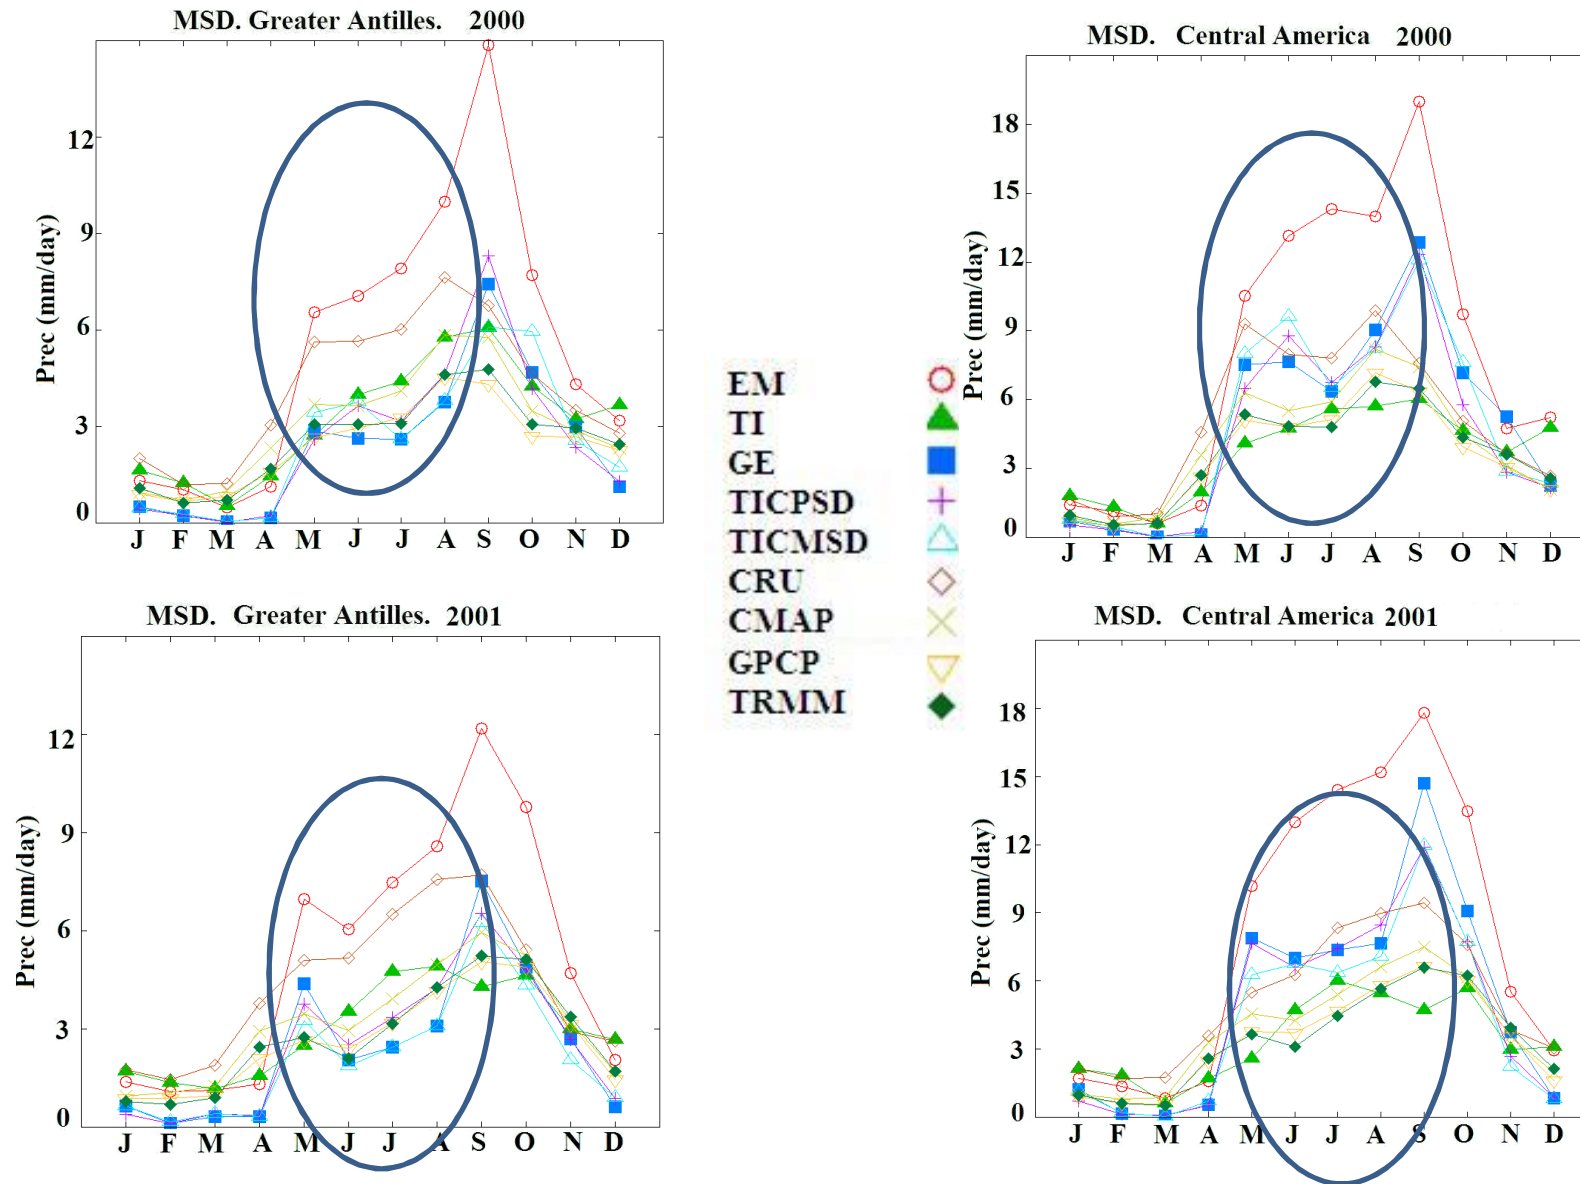 MSD. Greater Antilles. 2000
Prec (mm/day)
12
9
6
3
0
J F M A M J J A S O N D
MSD. Central America 2000
Prec (mm/day)
18
15
12
9
6
3
0
J F M A M J J A S O N D
EM
TI
GE
TICPSD
TICMSD
CRU
CMAP
GPCP
TRMM
MSD. Greater Antilles. 2001
Prec (mm/day)
12
9
6
3
0
J F M A M J J A S O N D
MSD. Central America 2001
Prec (mm/day)
18
15
12
9
6
3
0
J F M A M J J A S O N D